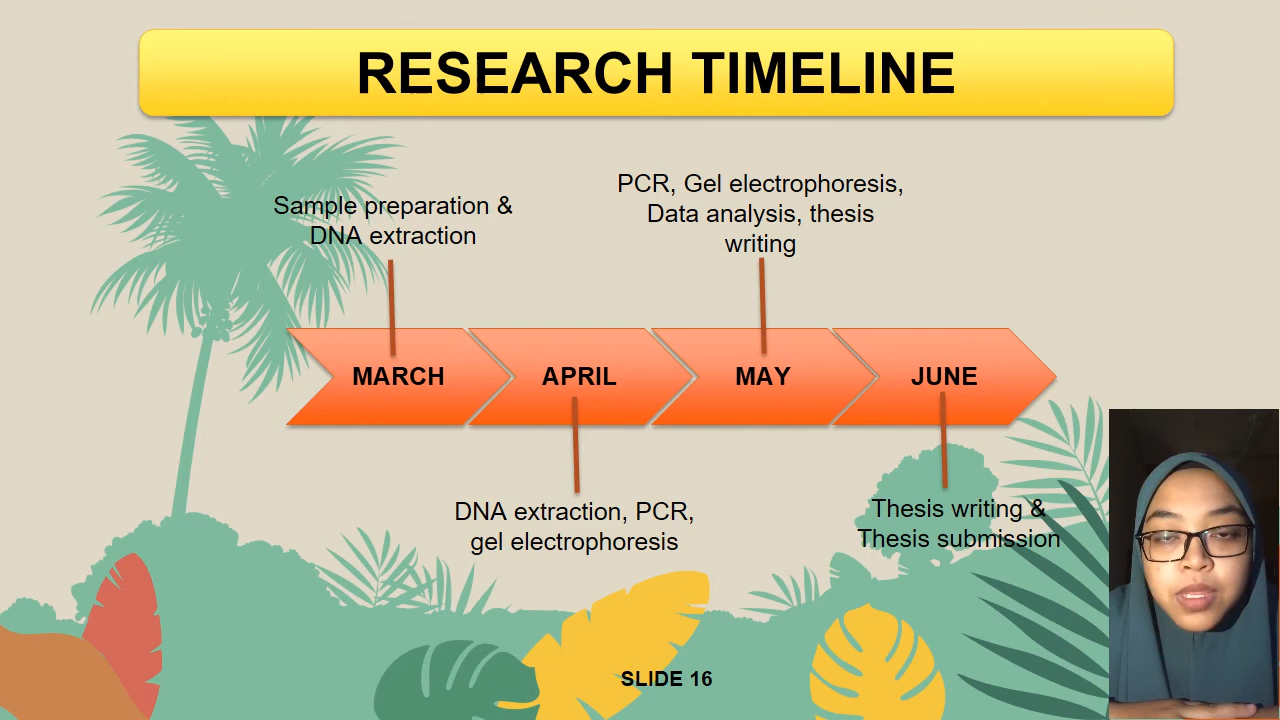 RESEARCH TIMELINE
Sample preparation &
DNA extraction
PCR, Gel electrophoresis,
Data analysis, thesis
writing
MARCH
APRIL
MAY
JUNE
DNA extraction, PCR,
gel electrophoresis
Thesis writing &
Thesis submission
SLIDE 16